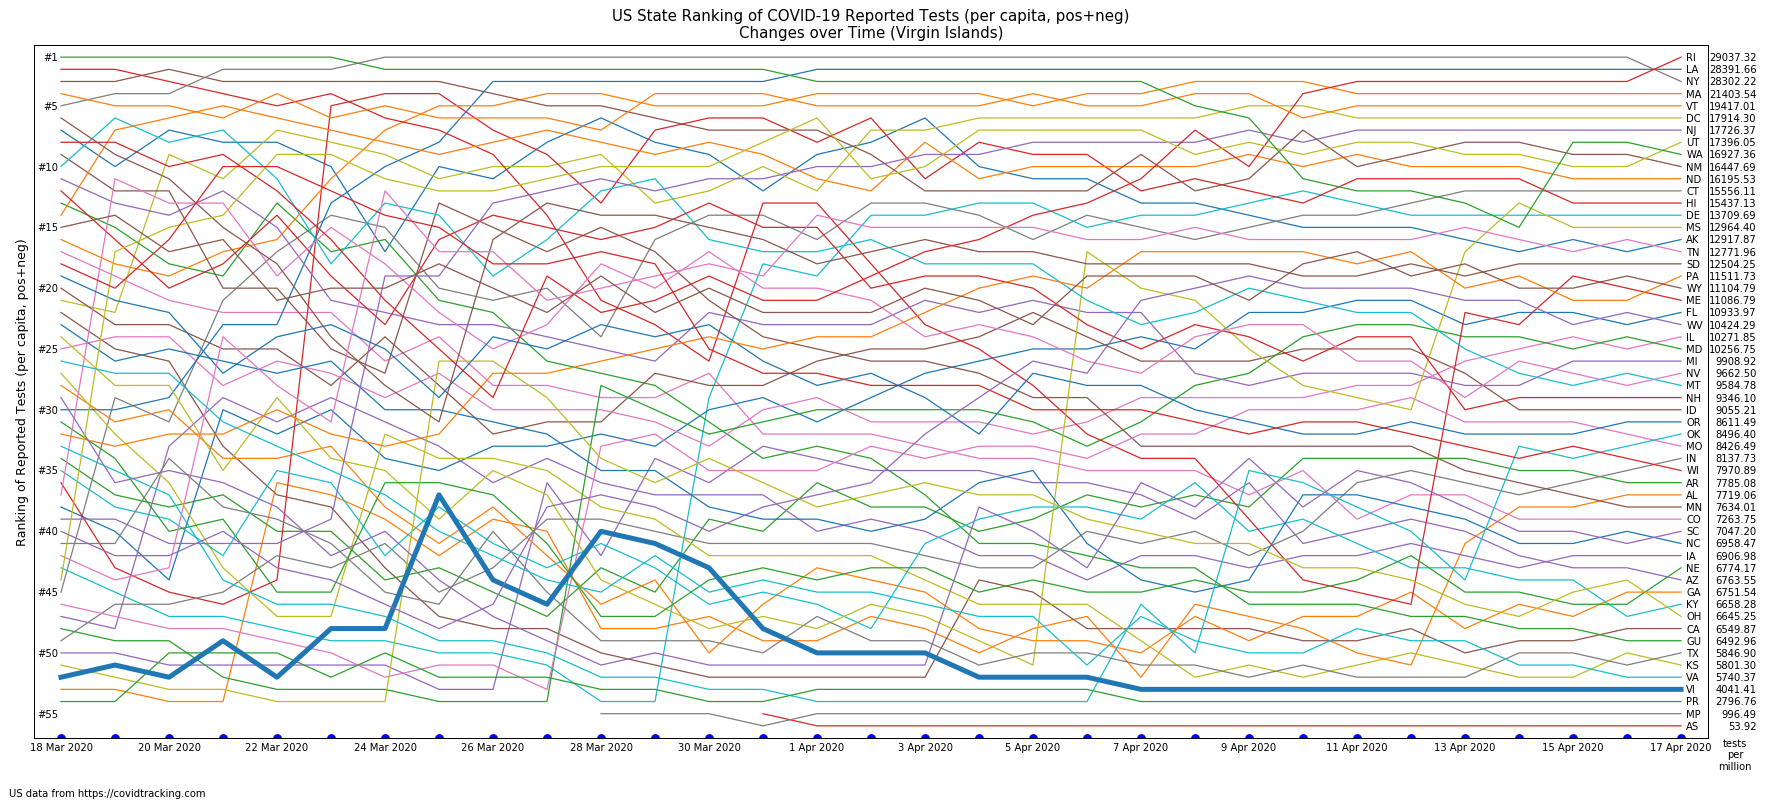 US State Ranking of COVID-19 Reported Tests (per capita, pos+neg)
Changes over Time (Virgin Islands)
Ranking of Reported Tests (per capita, pos+neg)
#1
#5
#10
#15
#20
#25
#30
#35
#40
#45
#50
#55
RI 29037.32
LA 28391.66
NY 28302.22
MA 21403.54
VT 19417.01
DC 17914.30
NJ 17726.37
UT 17396.05
WA 16927.36
NM 16447.69
ND 16195.53
CT 15556.11
HI 15437.13
DE 13709.69
MS 12964.40
AK 12917.87
TN 12771.96
SD 12504.25
PA 11511.73
WY 11104.79
ME 11086.79
FL 10933.97
WV 10424.29
IL 10271.85
MD 10256.75
MI 9908.92
NV 9662.50
MT 9584.78
NH 9346.10
ID 9055.21
OR 8611.49
OK 8496.40
MO 8426.49
IN 8137.73
WI 7970.89
AR 7785.08
AL 7719.06
MN 7634.01
CO 7263.75
SC 7047.20
NC 6958.47
IA 6906.98
NE 6774.17
AZ 6763.55
GA 6751.54
KY 6658.28
OH 6645.25
CA 6549.87
GU 6492.96
TX 5846.90
KS 5801.30
VA 5740.37
VI 4041.41
PR 2796.76
MP 996.49
AS 53.92
18 Mar 2020 20 Mar 2020 22 Mar 2020 24 Mar 2020 26 Mar 2020 28 Mar 2020 30 Mar 2020 1 Apr 2020 3 Apr 2020 5 Apr 2020 7 Apr 2020 9 Apr 2020 11 Apr 2020 13 Apr 2020 15 Apr 2020 17 Apr 2020
tests
per
million
US data from https://covidtracking.com